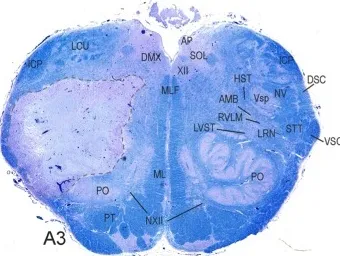 AP
LCU
DMX
SOL
ICP
ICP
XII
HST
DSC
MLF
AMB
Vsp
NV
RVLM
LVST
LRN
STT
VSC
ML
PO
PO
PT
NXII
A3